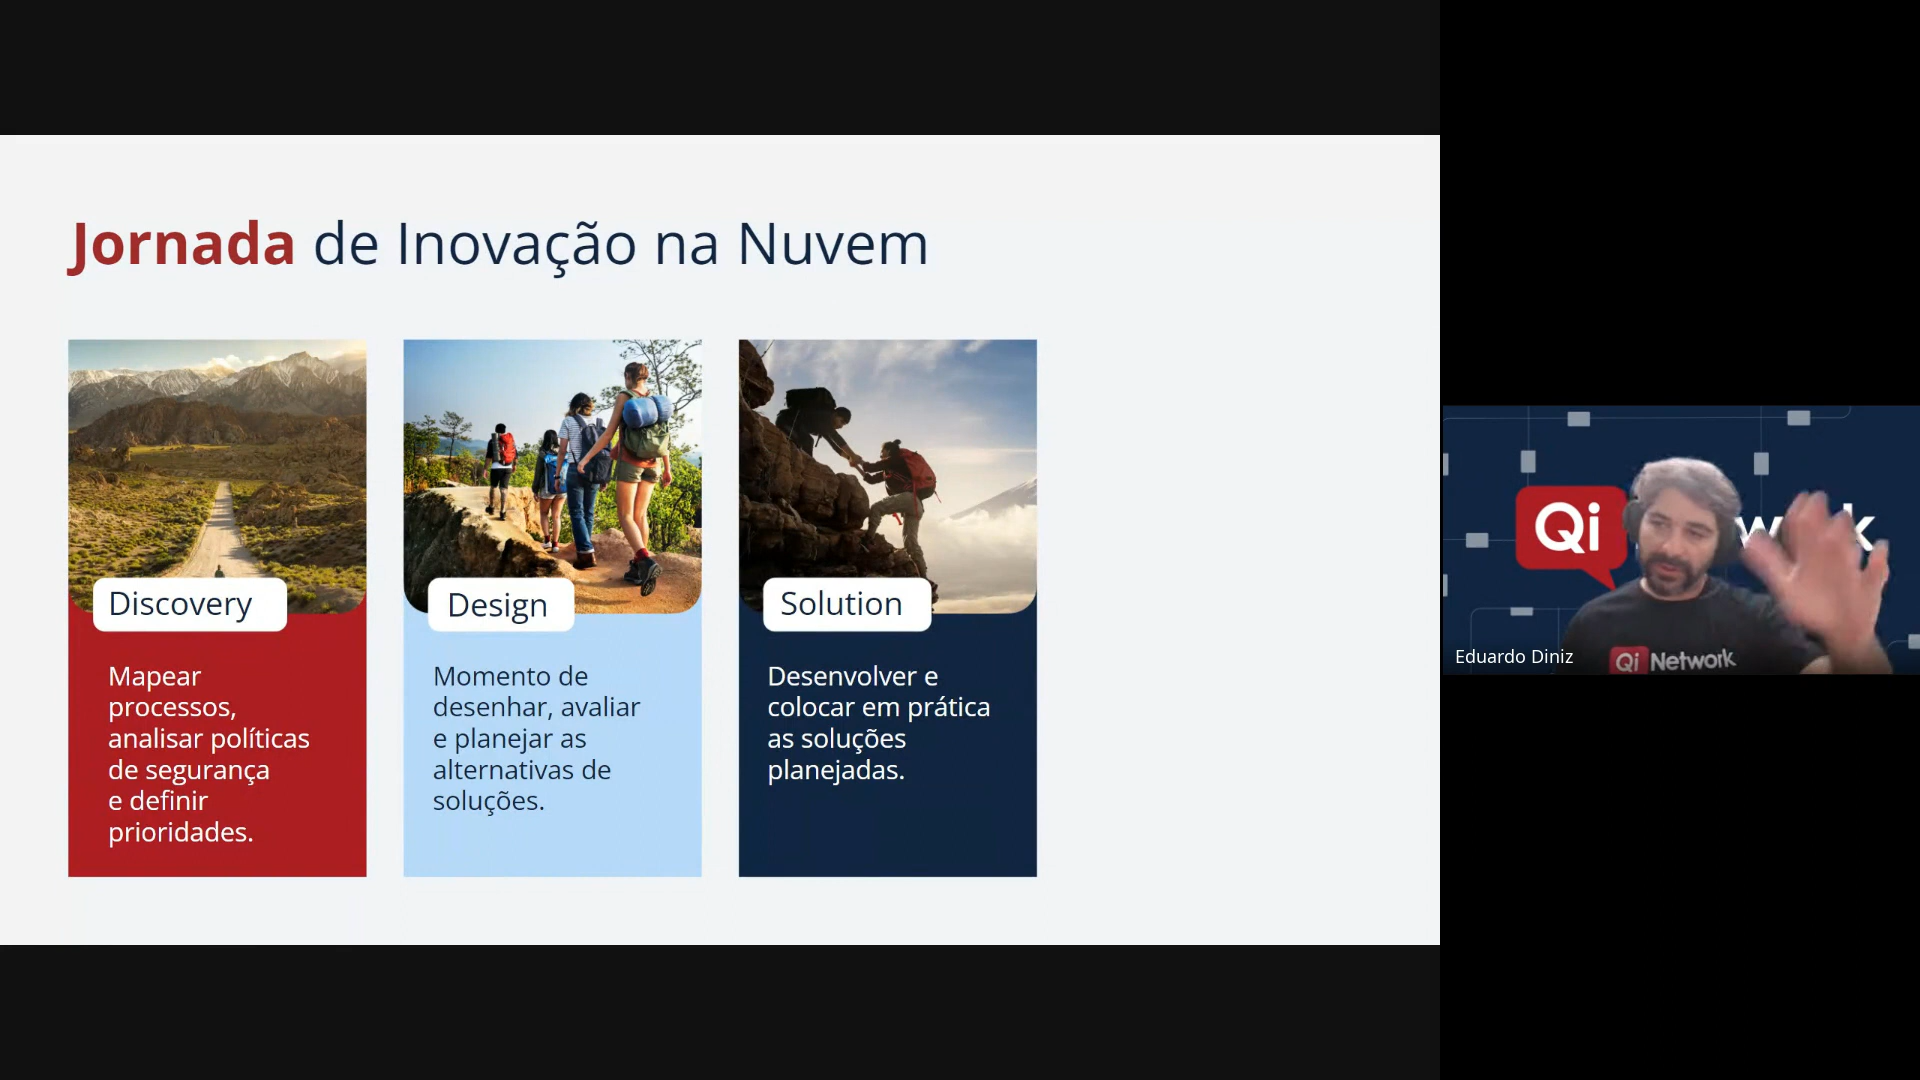 Jornada de Inovação na Nuvem
Discovery
Mapear
processos,
analisar políticas
de segurança
e definir
prioridades.
Design
Momento de
desenhar, avaliar
e planejar as
alternativas de
soluções.
Solution
Desenvolver e
colocar em prática
as soluções
planejadas.
Qi
Eduardo Diniz
Qi Network